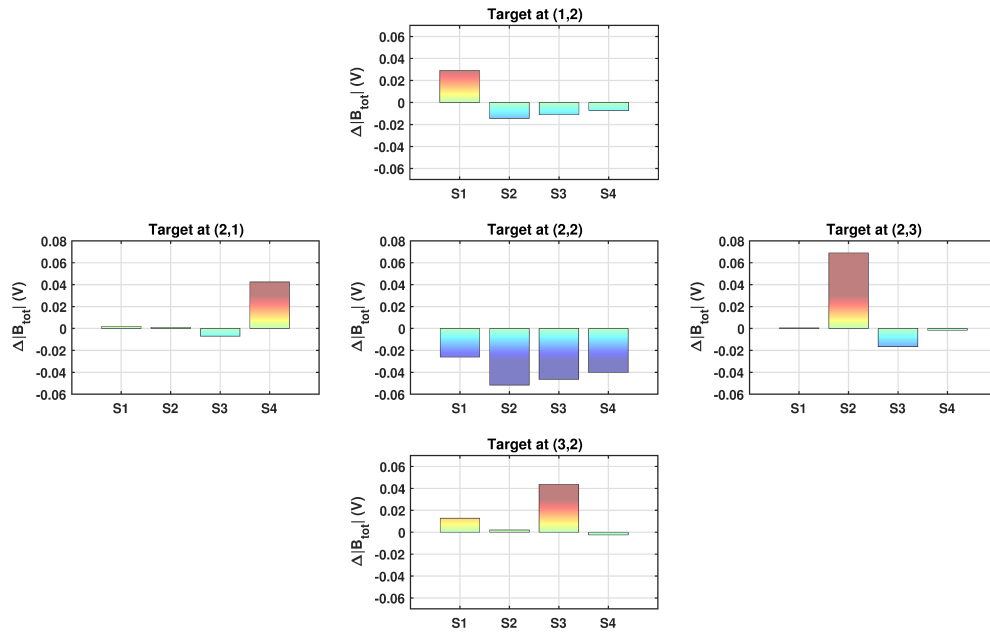 Target at (1,2)
0.06
0.04
0.02
0
-0.02
-0.04
-0.06
Δ|B_tot| (V)
S1 S2 S3 S4
Target at (2,1)
0.08
0.06
0.04
0.02
0
-0.02
-0.04
-0.06
Δ|B_tot| (V)
S1 S2 S3 S4
Target at (2,2)
0.08
0.06
0.04
0.02
0
-0.02
-0.04
-0.06
Δ|B_tot| (V)
S1 S2 S3 S4
Target at (2,3)
0.08
0.06
0.04
0.02
0
-0.02
-0.04
-0.06
Δ|B_tot| (V)
S1 S2 S3 S4
Target at (3,2)
0.06
0.04
0.02
0
-0.02
-0.04
-0.06
Δ|B_tot| (V)
S1 S2 S3 S4